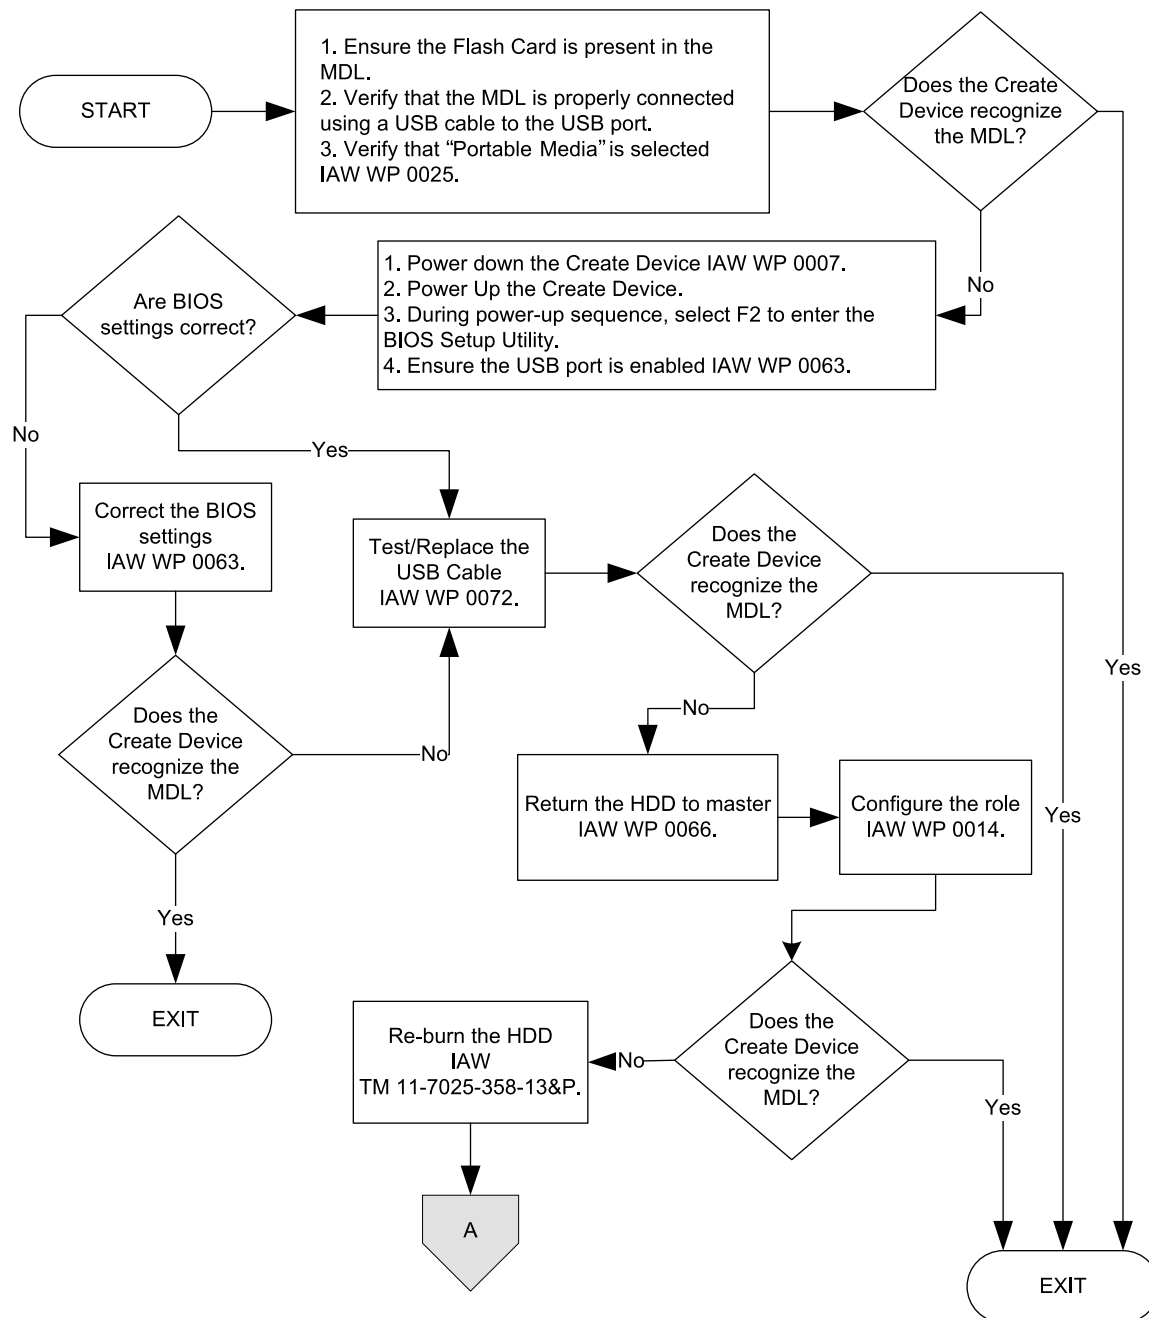 START
1. Ensure the Flash Card is present in the
MDL.
2. Verify that the MDL is properly connected
using a USB cable to the USB port.
3. Verify that “Portable Media” is selected
IAW WP 0025.
Does the Create
Device recognize
the MDL?
No
Yes
1. Power down the Create Device IAW WP 0007.
2. Power Up the Create Device.
3. During power-up sequence, select F2 to enter the
BIOS Setup Utility.
4. Ensure the USB port is enabled IAW WP 0063.
Are BIOS
settings correct?
No
Yes
Correct the BIOS
settings
IAW WP 0063.
Test/Replace the
USB Cable
IAW WP 0072.
Does the
Create Device
recognize the
MDL?
No
Yes
Does the
Create Device
recognize the
MDL?
No
Yes
EXIT
Return the HDD to master
IAW WP 0066.
Configure the role
IAW WP 0014.
Does the
Create Device
recognize the
MDL?
No
Yes
Re-burn the HDD
IAW
TM 11-7025-358-13&P.
A
EXIT